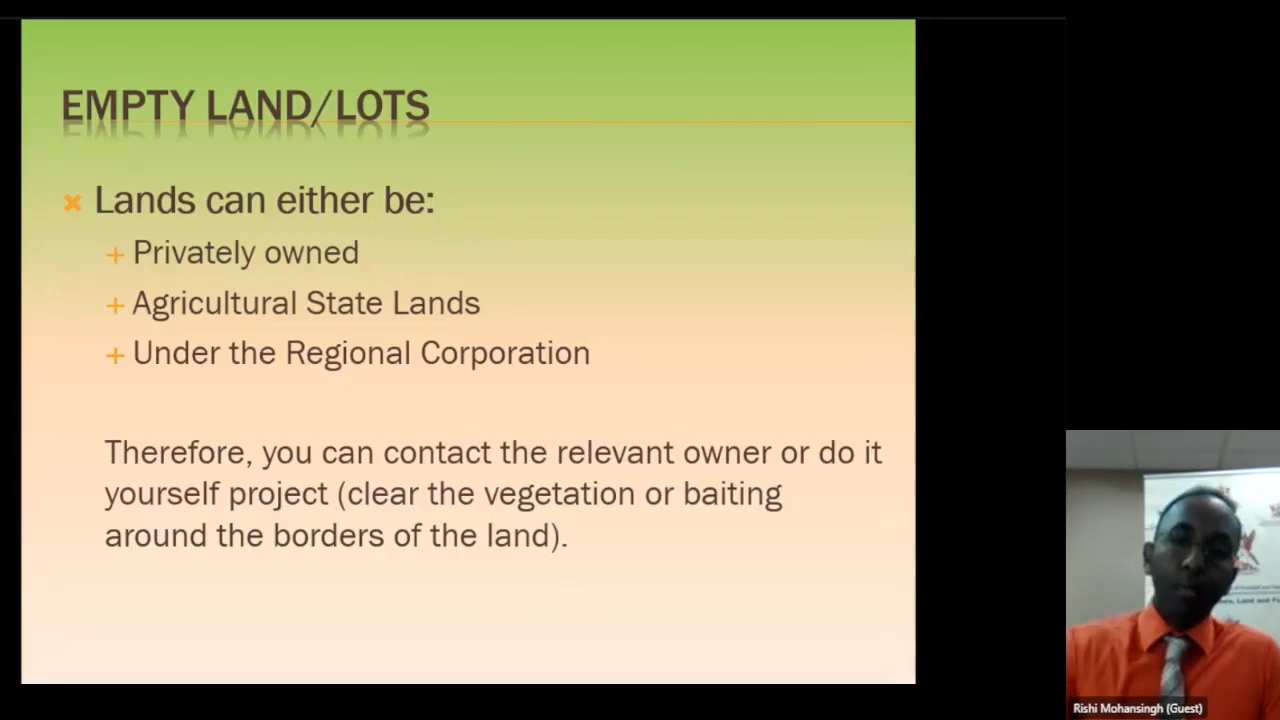 EMPTY LAND/LOTS
Lands can either be:
Privately owned
Agricultural State Lands
Under the Regional Corporation
Therefore, you can contact the relevant owner or do it
yourself project (clear the vegetation or baiting
around the borders of the land).
Rishi Mohansingh (Guest)